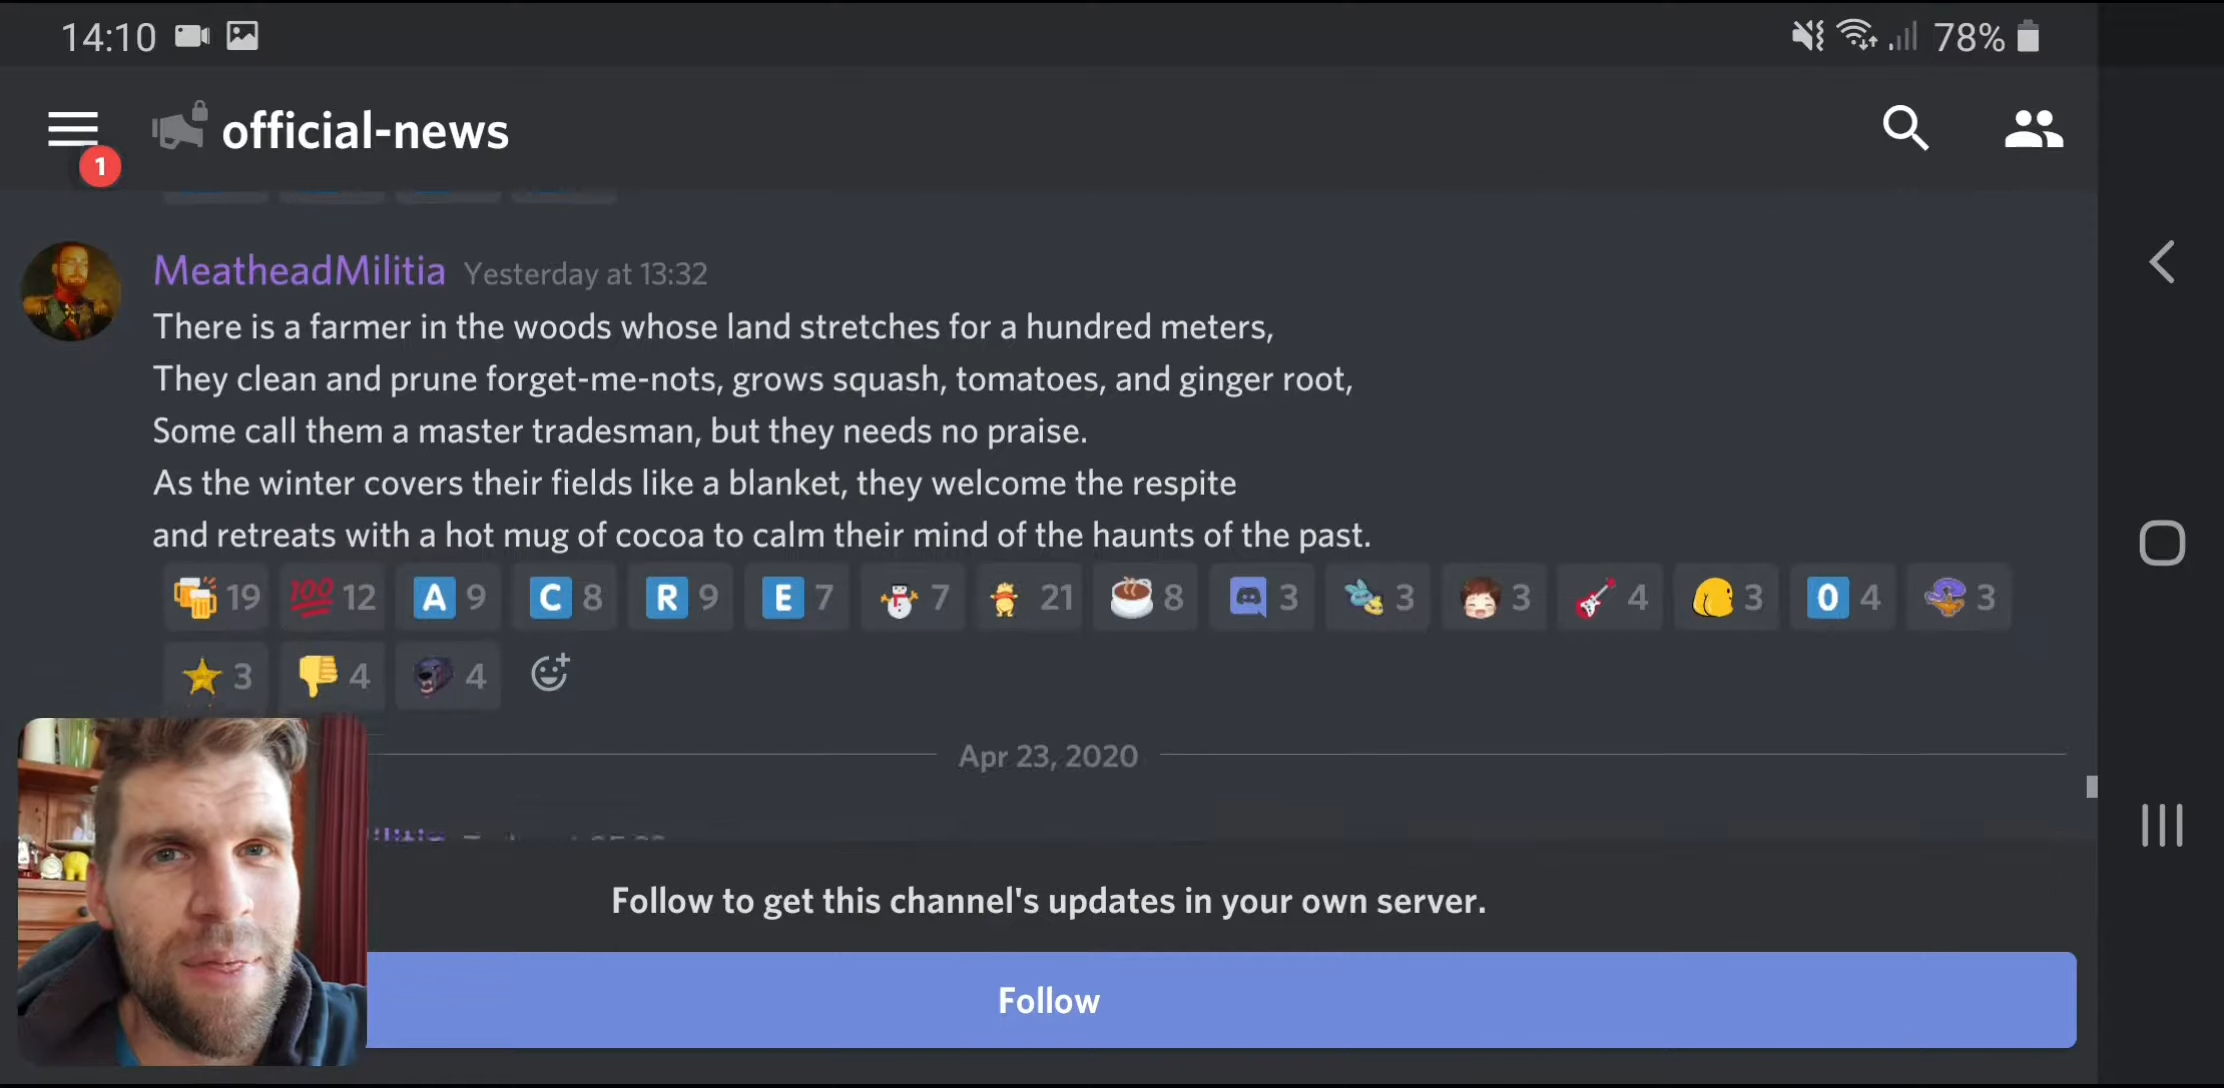 14:10
78%
official-news
1
MeatheadMilitia Yesterday at 13:32
There is a farmer in the woods whose land stretches for a hundred meters,
They clean and prune forget-me-nots, grows squash, tomatoes, and ginger root,
Some call them a master tradesman, but they needs no praise.
As the winter covers their fields like a blanket, they welcome the respite
and retreats with a hot mug of cocoa to calm their mind of the haunts of the past.
19 100 12 A 9 C 8 R 9 E 7 7 21 8 3 3 3 4 3 O 4 3
3 4 4
Apr 23, 2020
Follow to get this channel's updates in your own server.
Follow